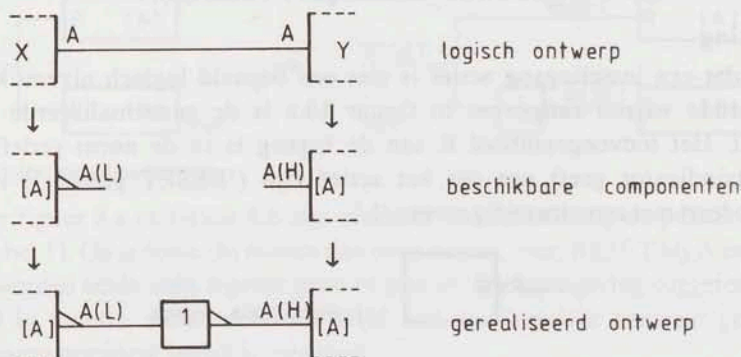 X A A Y logisch ontwerp
[A] A(L) A(H) [A] beschikbare componenten
[A] A(L) 1 A(H) [A] gerealiseerd ontwerp